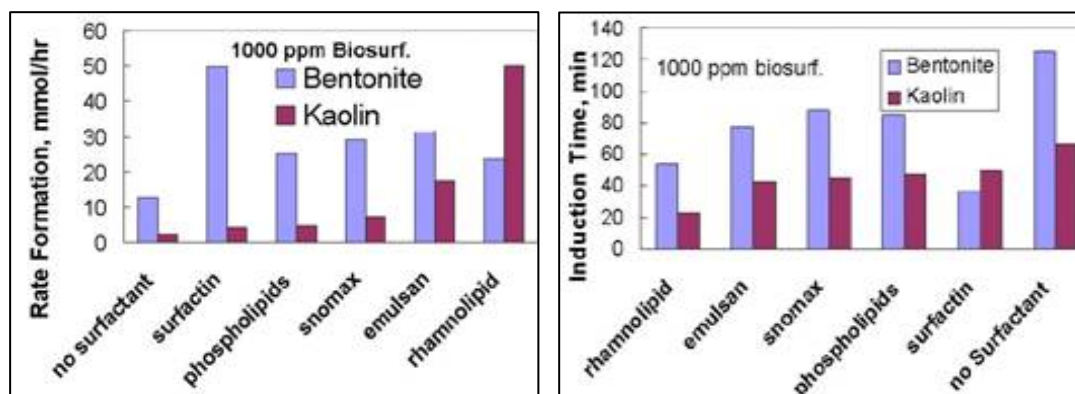 60
50
40
30
20
10
0
Rate Formation, mmol/hr
1000 ppm Biosurf.
Bentonite
Kaolin
no surfactant
surfactin
phospholipids
snomax
emulsan
rhamnolipid
140
120
100
80
60
40
20
0
Induction Time, min
1000 ppm biosurf.
Bentonite
Kaolin
rhamnolipid
emulsan
snomax
phospholipids
surfactin
no Surfactant